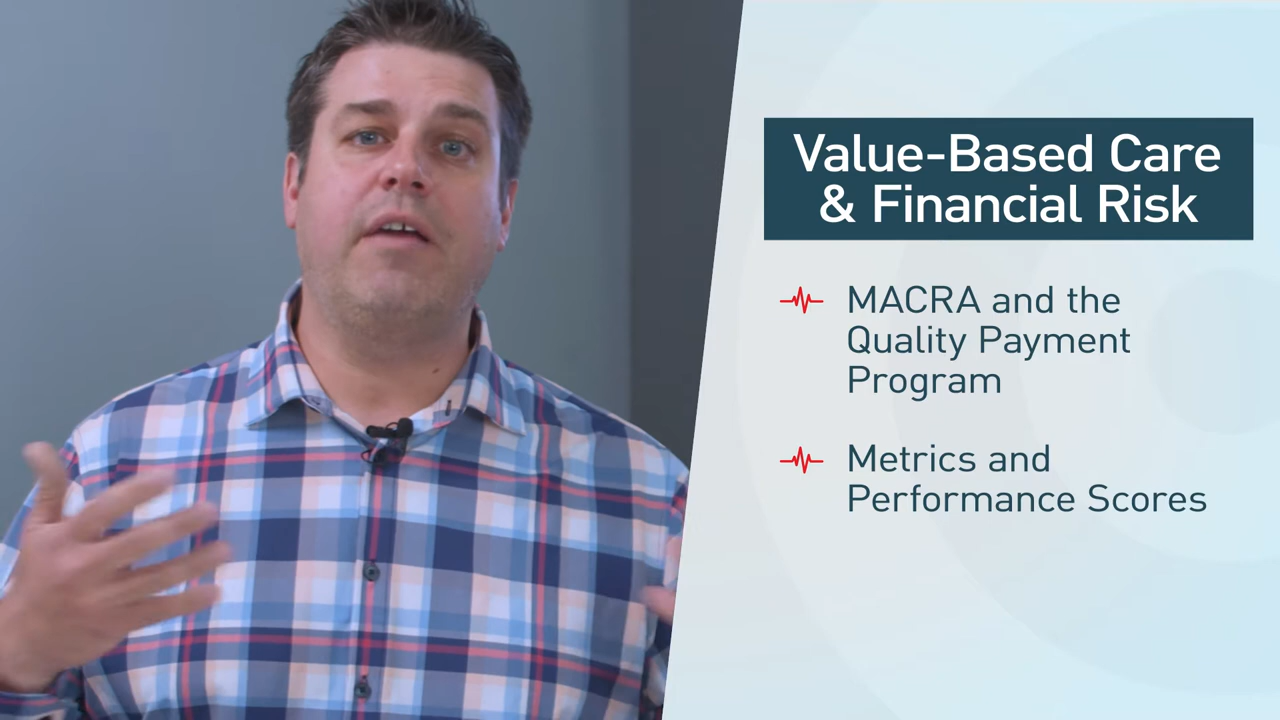 Value-Based Care
& Financial Risk
MACRA and the
Quality Payment
Program
Metrics and
Performance Scores